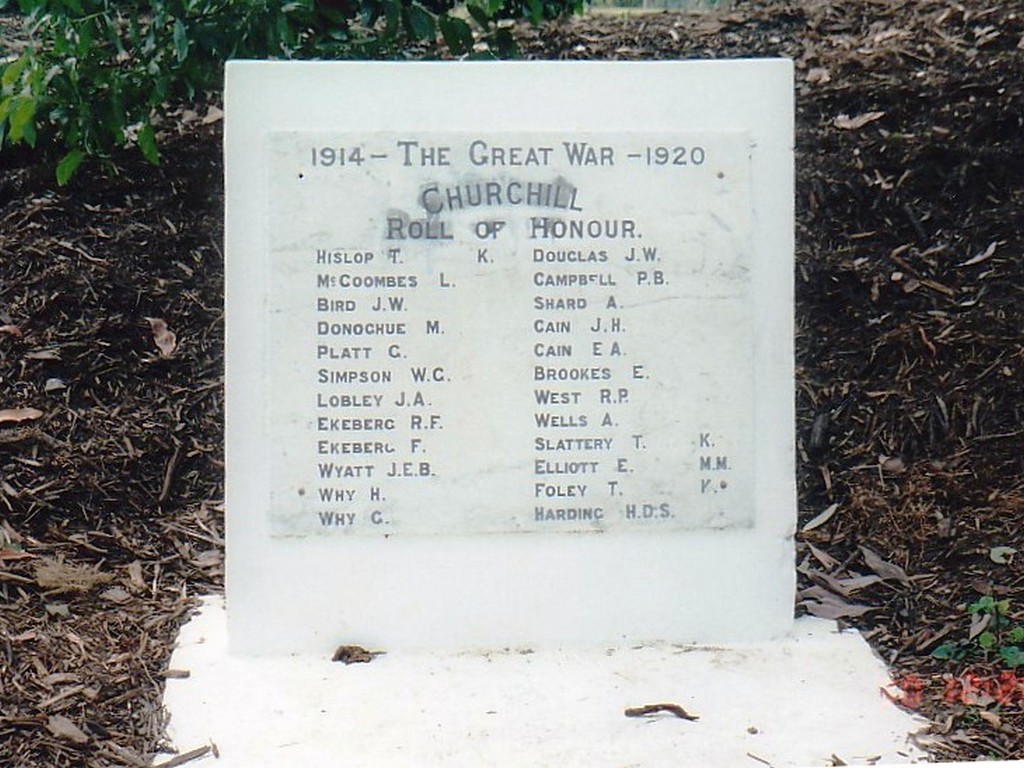 1914 – THE GREAT WAR – 1920
CHURCHILL
ROLL OF HONOUR.
HISLOP T. K.
McCOOMBES L.
BIRD J.W.
DONOGHUE M.
PLATT G.
SIMPSON W.G.
LOBLEY J.A.
EKEBERG R.F.
EKEBERG F.
WYATT J.E.B.
WHY H.
WHY G.
DOUGLAS J.W.
CAMPBELL P.B.
SHARD A.
CAIN J.H.
CAIN E A.
BROOKES E.
WEST R.P.
WELLS A.
SLATTERY T. K.
ELLIOTT E. M.M.
FOLEY T. K.
HARDING H.D.S.